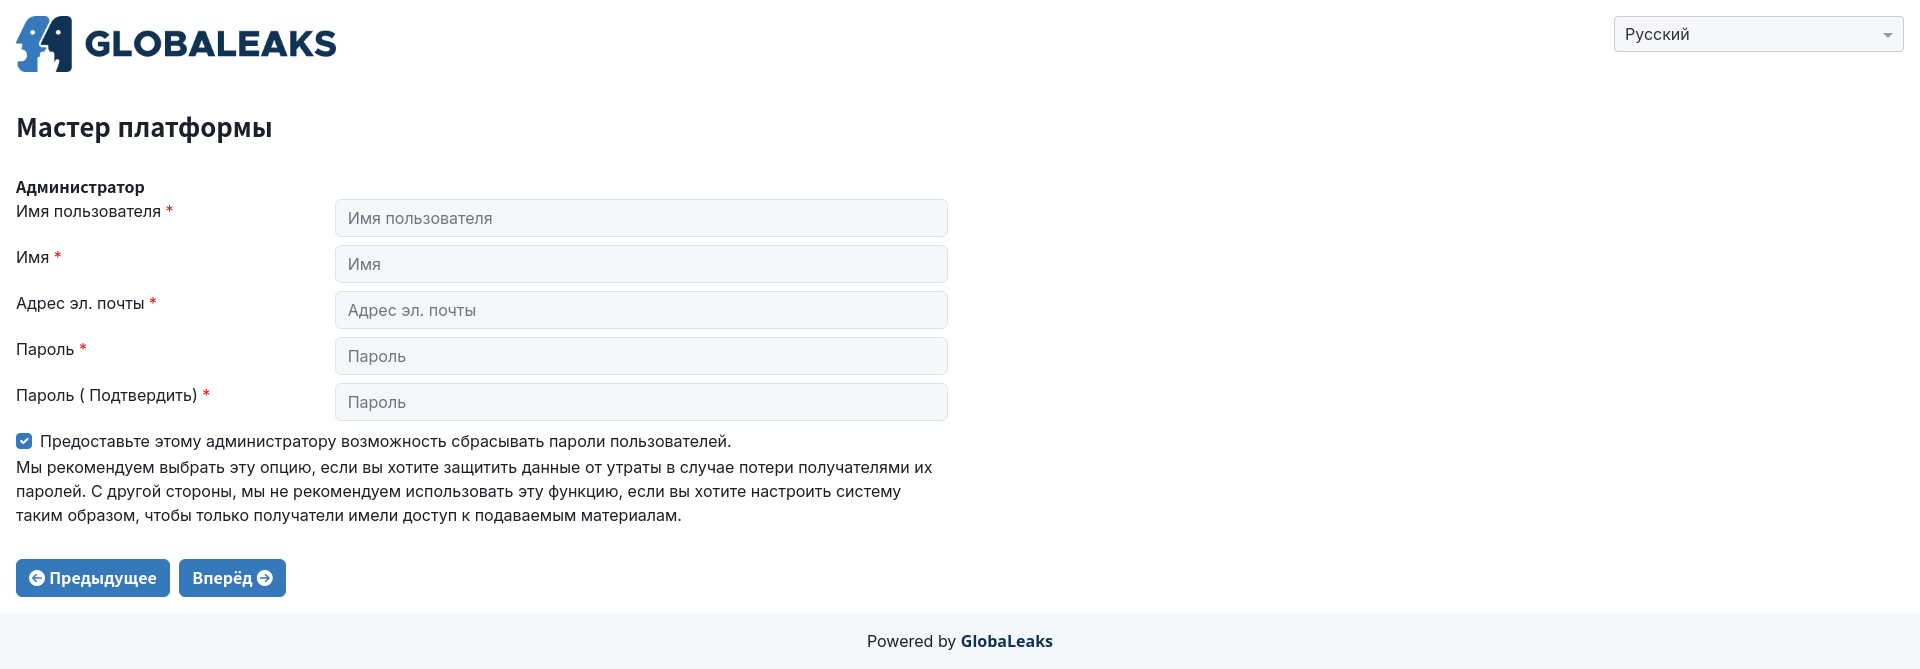 GLOBALEAKS
Русский
Мастер платформы
Администратор
Имя пользователя *
Имя пользователя
Имя *
Имя
Адрес эл. почты *
Адрес эл. почты
Пароль *
Пароль
Пароль ( Подтвердить) *
Пароль
Предоставьте этому администратору возможность сбрасывать пароли пользователей.
Мы рекомендуем выбрать эту опцию, если вы хотите защитить данные от утраты в случае потери получателями их
паролей. С другой стороны, мы не рекомендуем использовать эту функцию, если вы хотите настроить систему
таким образом, чтобы только получатели имели доступ к подаваемым материалам.
Предыдущее
Вперёд
Powered by GlobaLeaks